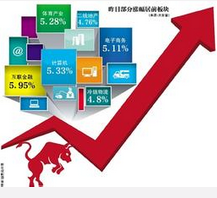 昨日部分涨幅居前板块
体育产业
5.28%
二线地产
4.76%
电子商务
5.11%
计算机
5.33%
互联金融
5.95%
冷链物流
4.8%